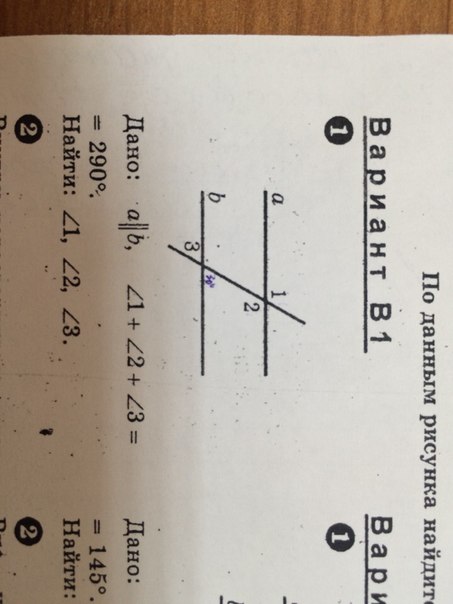 По данным рисунка найдите
Вариант В1
1
a
1
2
b
3
Дано: a||b, ∠1 + ∠2 + ∠3 =
= 290°.
Найти: ∠1, ∠2, ∠3.
2
Вари
1
Дано:
= 145°.
Найти:
2